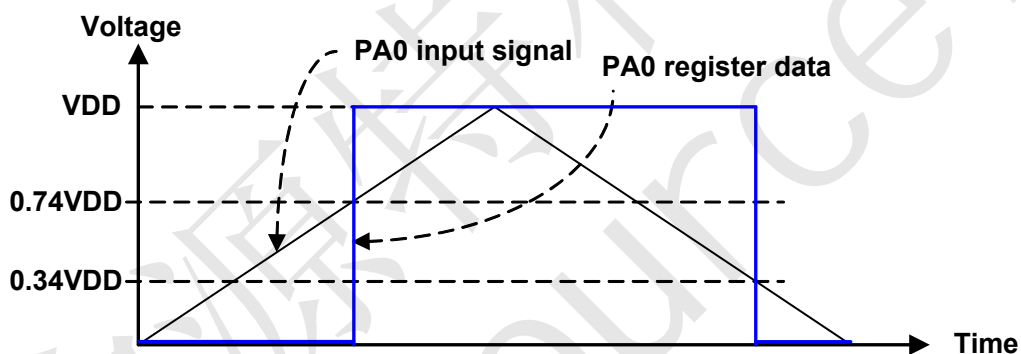 Voltage
PA0 input signal
PA0 register data
VDD
0.74VDD
0.34VDD
Time